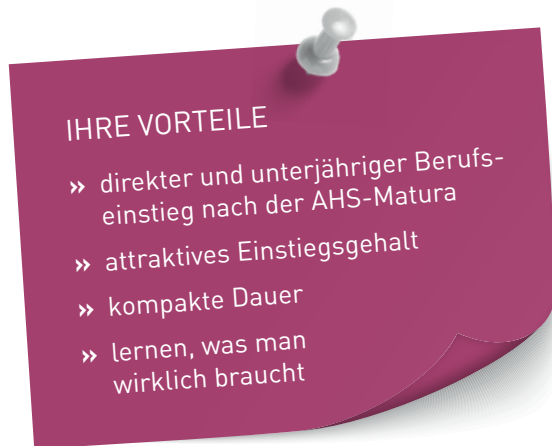 IHRE VORTEILE
» direkter und unterjähriger Berufs-
einstieg nach der AHS-Matura
» attraktives Einstiegsgehalt
» kompakte Dauer
» lernen, was man
wirklich braucht